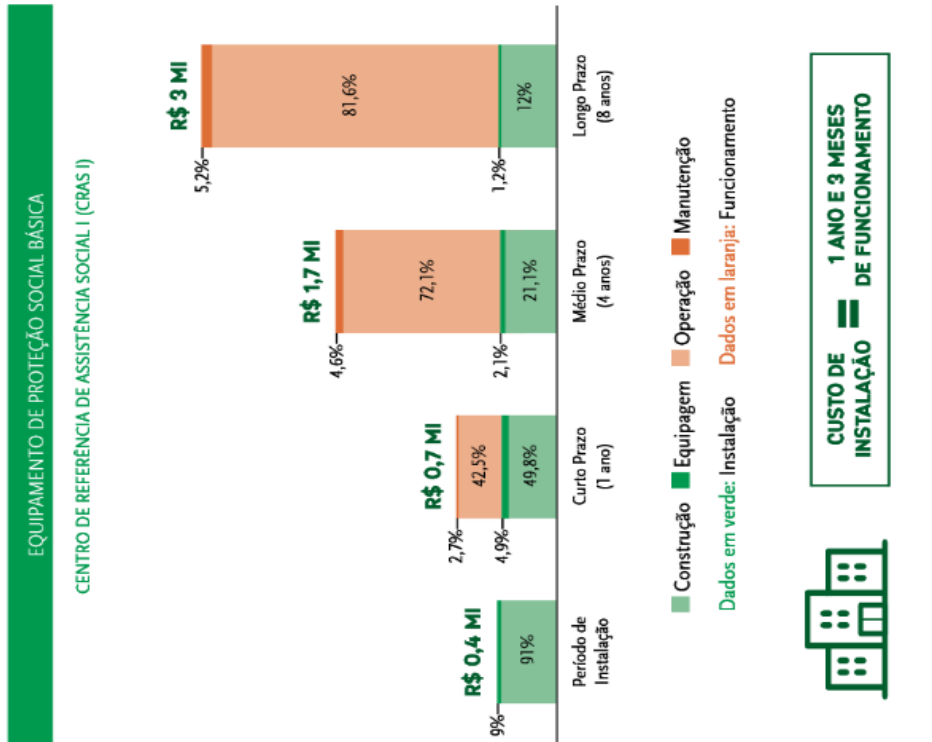 EQUIPAMENTO DE PROTEÇÃO SOCIAL BÁSICA
CENTRO DE REFERÊNCIA DE ASSISTÊNCIA SOCIAL I (CRAS I)
R$ 0,4 MI
9%
91%
Período de
Instalação
R$ 0,7 MI
2,7%
42,5%
4,9%
49,8%
Curto Prazo
(1 ano)
R$ 1,7 MI
4,6%
72,1%
2,1%
21,1%
Médio Prazo
(4 anos)
R$ 3 MI
5,2%
81,6%
1,2%
12%
Longo Prazo
(8 anos)
Construção Equipagem Operação Manutenção
Dados em verde: Instalação Dados em laranja: Funcionamento
CUSTO DE
INSTALAÇÃO
=
1 ANO E 3 MESES
DE FUNCIONAMENTO